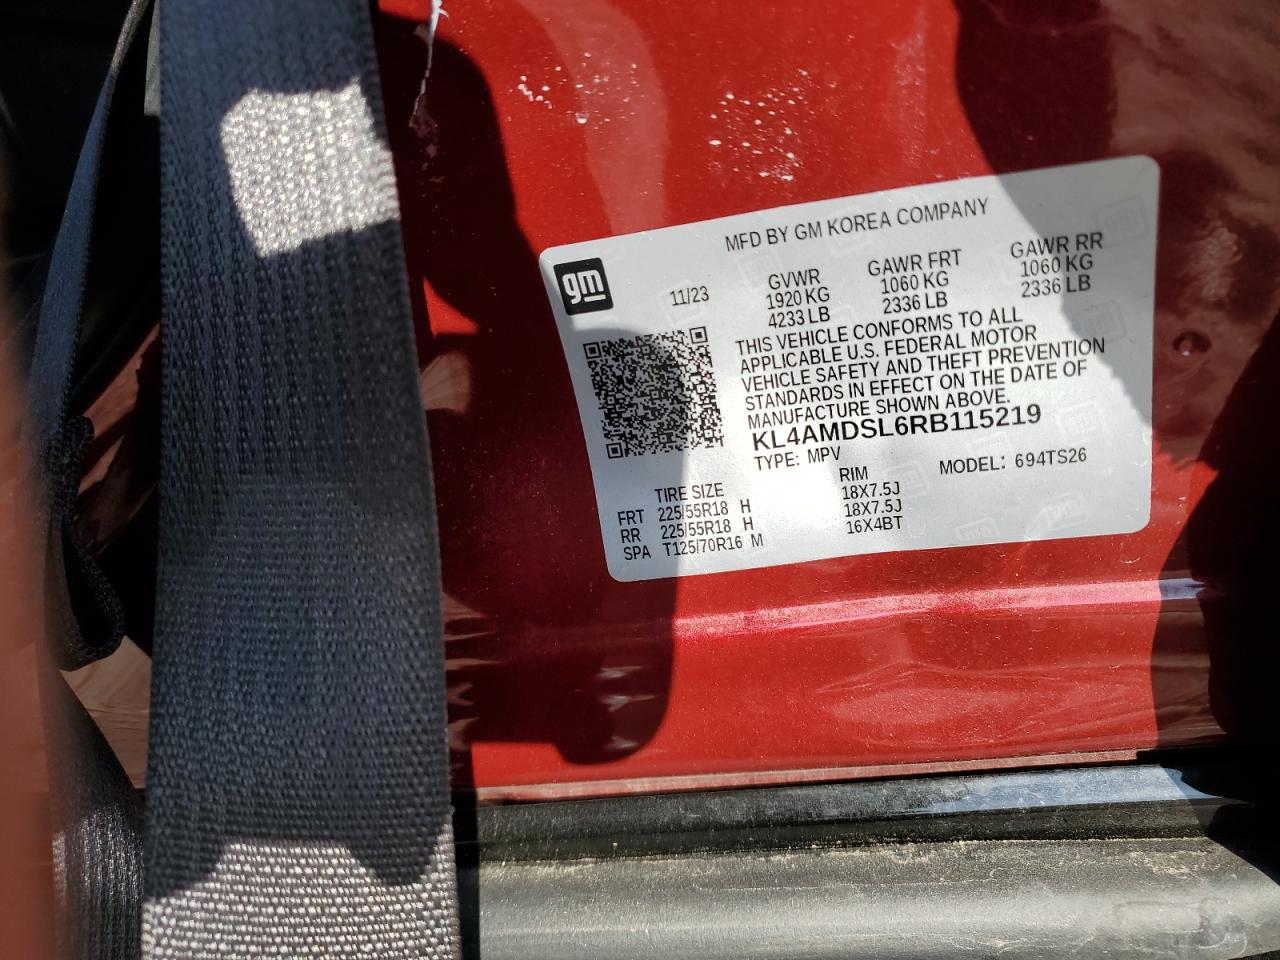 MFD BY GM KOREA COMPANY
gm
11/23
GVWR
1920 KG
4233 LB
GAWR FRT
1060 KG
2336 LB
GAWR RR
1060 KG
2336 LB
THIS VEHICLE CONFORMS TO ALL
APPLICABLE U.S. FEDERAL MOTOR
VEHICLE SAFETY AND THEFT PREVENTION
STANDARDS IN EFFECT ON THE DATE OF
MANUFACTURE SHOWN ABOVE.
KL4AMDSL6RB115219
TYPE: MPV
MODEL: 694TS26
TIRE SIZE RIM
FRT 225/55R18 H 18X7.5J
RR 225/55R18 H 18X7.5J
SPA T125/70R16 M 16X4BT